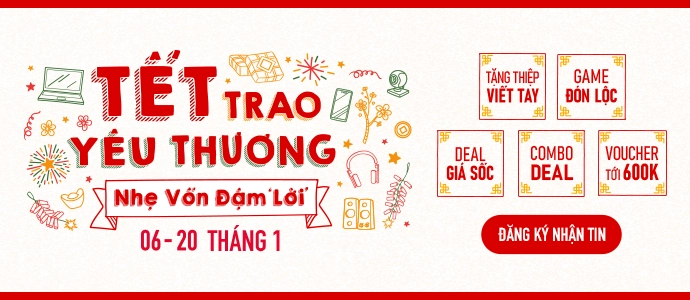 TẾT TRAO
YÊU THƯƠNG
Nhẹ Vốn Đậm 'Lời'
06 - 20 THÁNG 1
TẶNG THIỆP
VIẾT TAY
GAME
ĐÓN LỘC
DEAL
GIÁ SỐC
COMBO
DEAL
VOUCHER
TỚI 600K
ĐĂNG KÝ NHẬN TIN